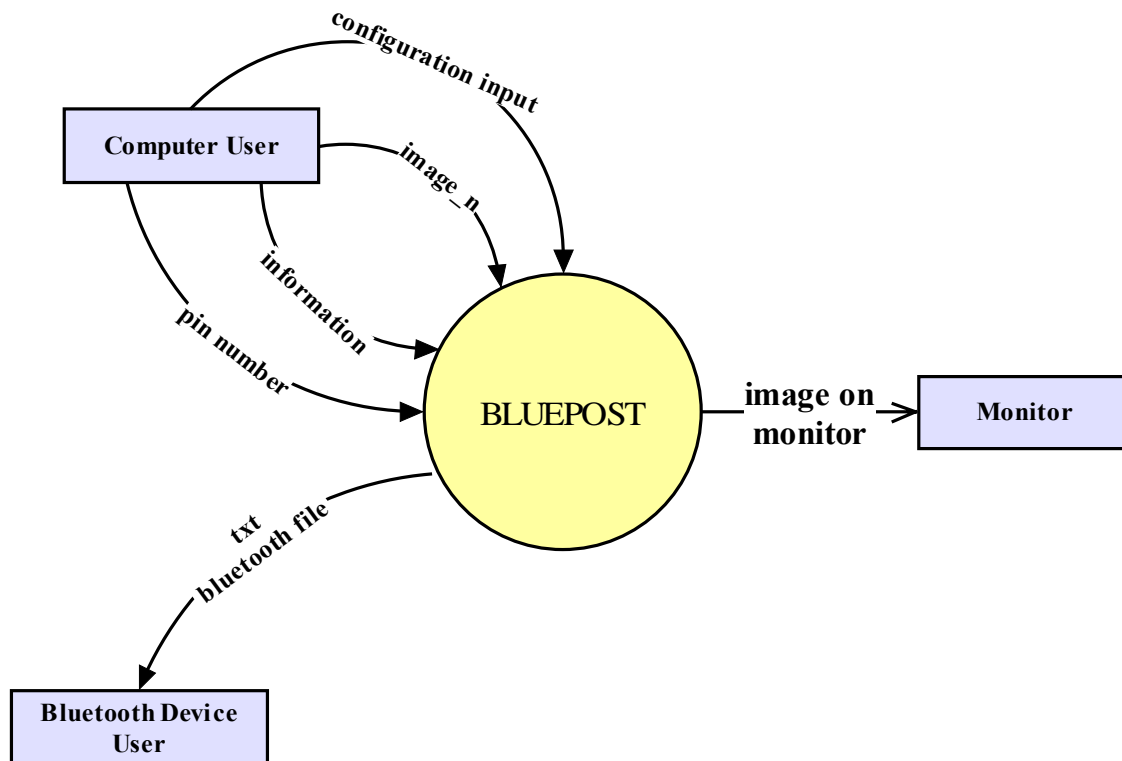 configuration input
Computer User
image_n
information
pin number
BLUEPOST
image on
monitor
Monitor
txt
bluetooth file
Bluetooth Device
User